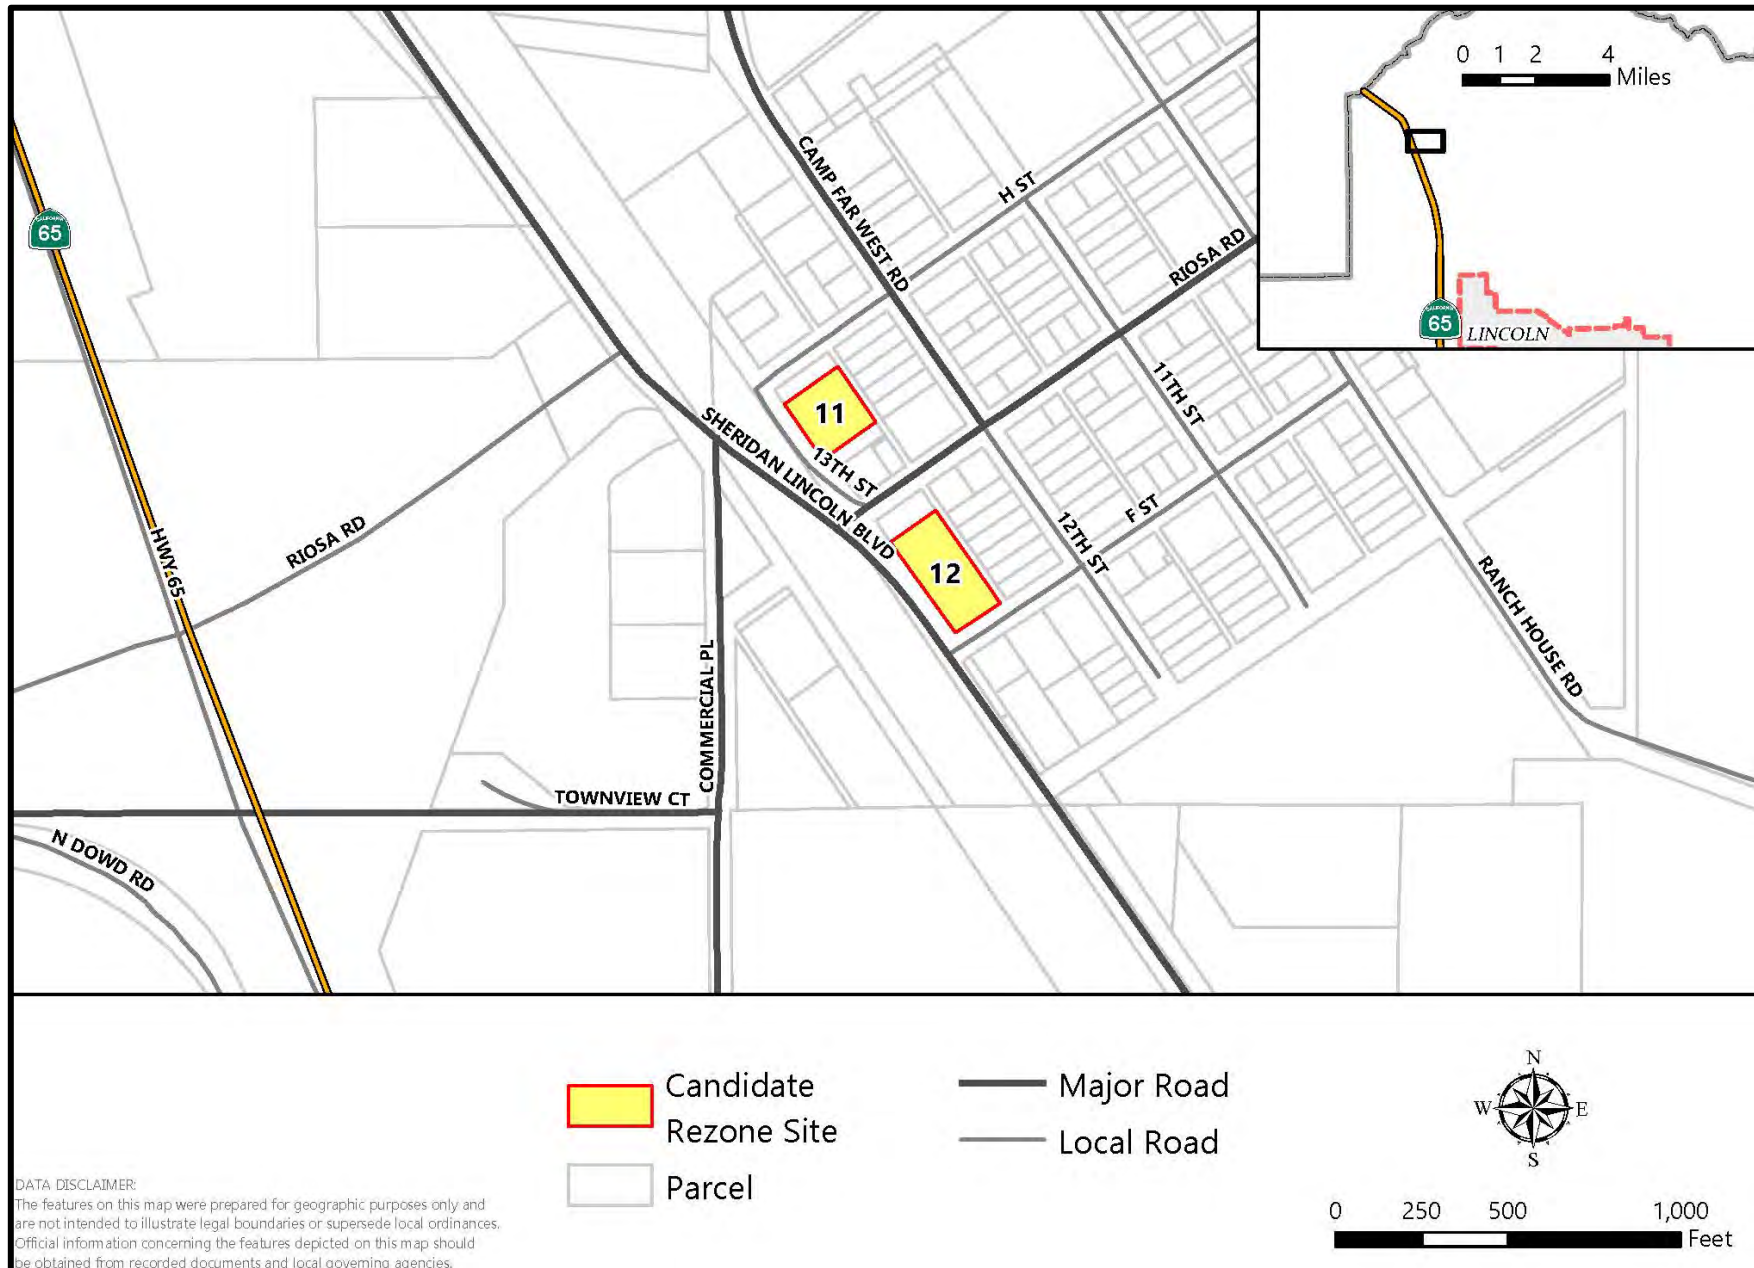 0 1 2 4
Miles
CALIFORNIA
65
LINCOLN
CALIFORNIA
65
CAMP FAR WEST RD
H ST
RIOSA RD
11TH ST
11
13TH ST
SHERIDAN LINCOLN BLVD
12
12TH ST
F ST
RANCH HOUSE RD
RIOSA RD
HWY 65
COMMERCIAL PL
TOWNVIEW CT
N DOWD RD
Candidate
Rezone Site
Parcel
Major Road
Local Road
N
W E
S
0 250 500 1,000
Feet
DATA DISCLAIMER:
The features on this map were prepared for geographic purposes only and
are not intended to illustrate legal boundaries or supersede local ordinances.
Official information concerning the features depicted on this map should
be obtained from recorded documents and local governing agencies.